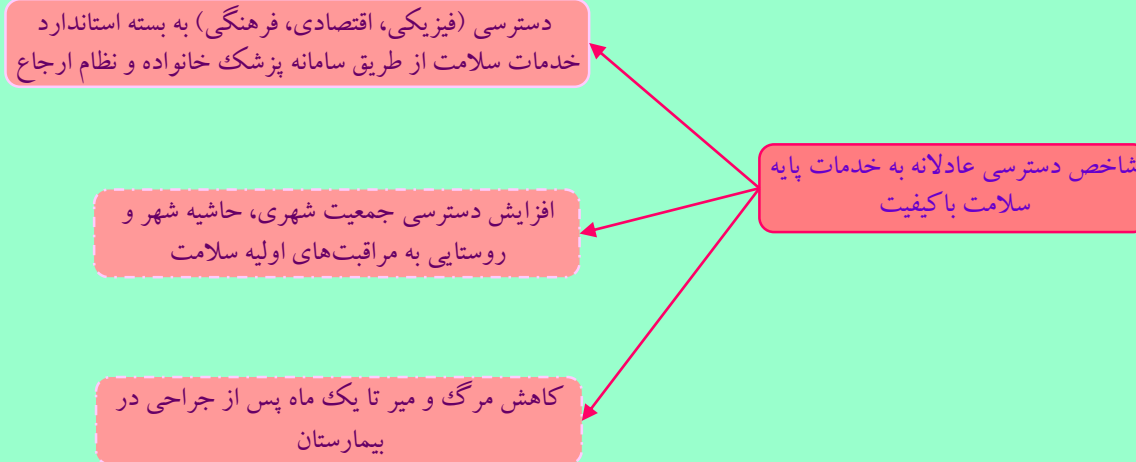 شاخص دسترسی عادلانه به خدمات پایه
سلامت باکیفیت
دسترسی (فیزیکی، اقتصادی، فرهنگی) به بسته استاندارد
خدمات سلامت از طریق سامانه پزشک خانواده و نظام ارجاع
افزایش دسترسی جمعیت شهری، حاشیه شهر و
روستایی به مراقبت‌های اولیه سلامت
کاهش مرگ و میر تا یک ماه پس از جراحی در
بیمارستان